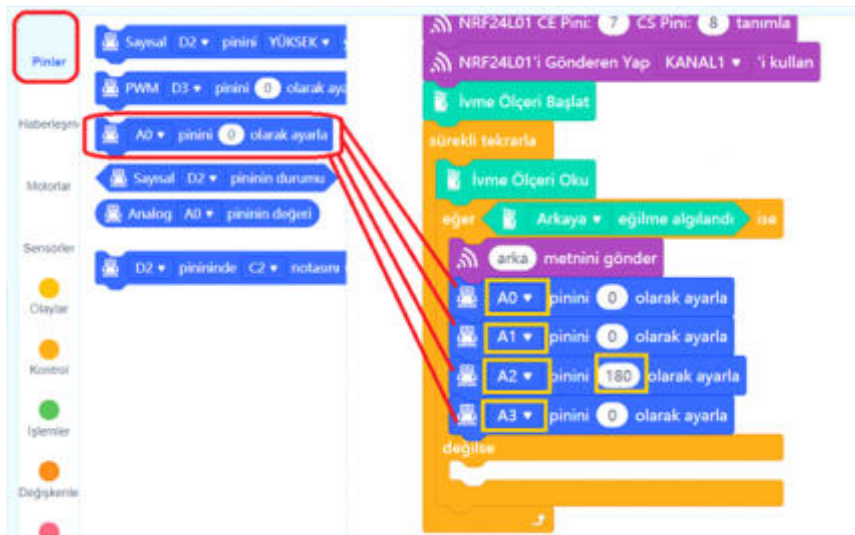 Pinler
Haberleşme
Motorlar
Sensörler
Olaylar
Kontrol
İşlemler
Değişkenle
Sayısal D2 pinini YÜKSEK
PWM D3 pinini 0 olarak aya
A0 pinini 0 olarak ayarla
Sayısal D2 pininin durumu
Analog A0 pininin değeri
D2 pinininde C2 notasını
NRF24L01 CE Pini: 7 CS Pini: 8 tanımla
NRF24L01'i Gönderen Yap KANAL1 'i kullan
İvme Ölçeri Başlat
sürekli tekrarla
İvme Ölçeri Oku
eğer Arkaya eğilme algılandı ise
arka metnini gönder
A0 pinini 0 olarak ayarla
A1 pinini 0 olarak ayarla
A2 pinini 180 olarak ayarla
A3 pinini 0 olarak ayarla
değilse